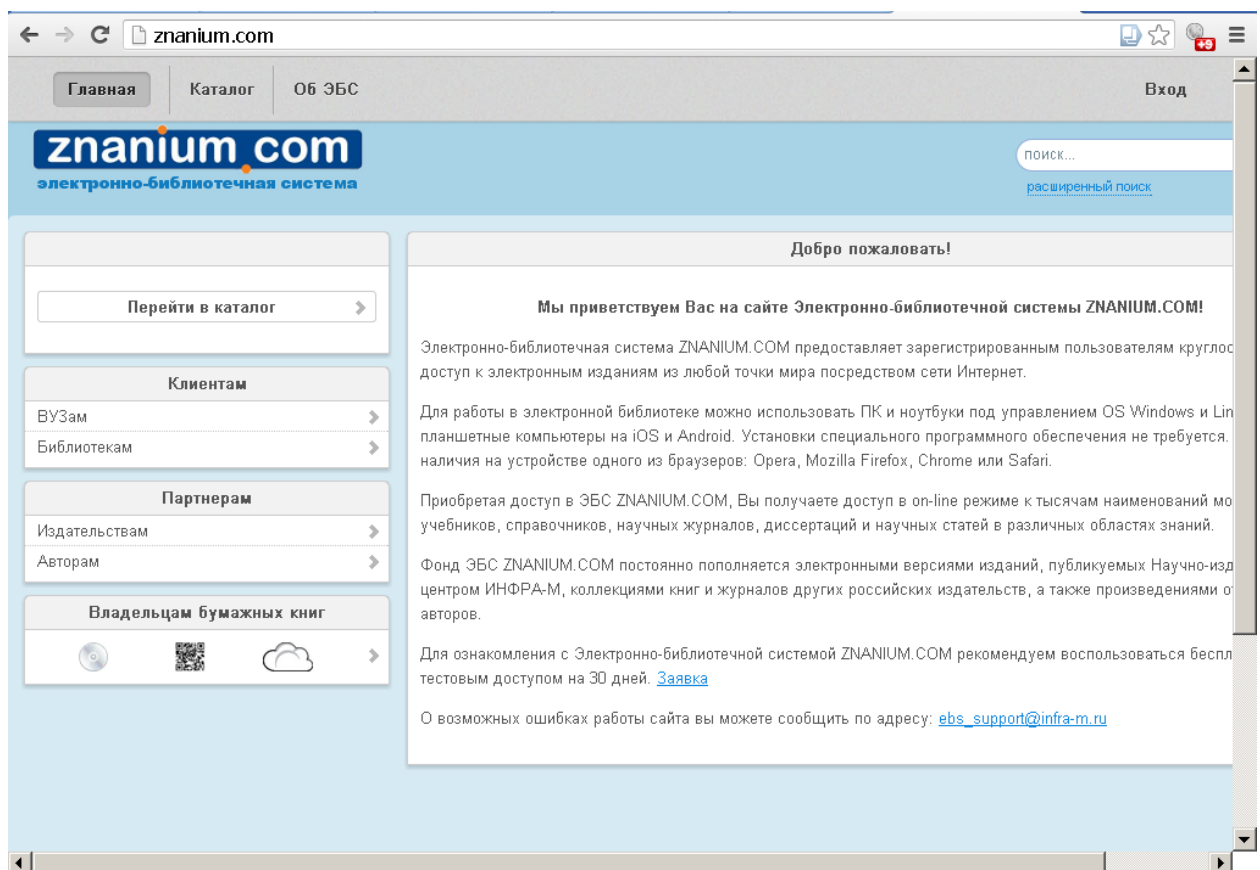 znanium.com
+9
Главная Каталог Об ЭБС Вход
znanium.com
электронно-библиотечная система
поиск...
расширенный поиск
Перейти в каталог
Клиентам
ВУЗам
Библиотекам
Партнерам
Издательствам
Авторам
Владельцам бумажных книг
Добро пожаловать!
Мы приветствуем Вас на сайте Электронно-библиотечной системы ZNANIUM.COM!
Электронно-библиотечная система ZNANIUM.COM предоставляет зарегистрированным пользователям круглос
доступ к электронным изданиям из любой точки мира посредством сети Интернет.
Для работы в электронной библиотеке можно использовать ПК и ноутбуки под управлением OS Windows и Lin
планшетные компьютеры на iOS и Android. Установки специального программного обеспечения не требуется.
наличия на устройстве одного из браузеров: Opera, Mozilla Firefox, Chrome или Safari.
Приобретая доступ в ЭБС ZNANIUM.COM, Вы получаете доступ в on-line режиме к тысячам наименований мо
учебников, справочников, научных журналов, диссертаций и научных статей в различных областях знаний.
Фонд ЭБС ZNANIUM.COM постоянно пополняется электронными версиями изданий, публикуемых Научно-изд
центром ИНФРА-М, коллекциями книг и журналов других российских издательств, а также произведениями о
авторов.
Для ознакомления с Электронно-библиотечной системой ZNANIUM.COM рекомендуем воспользоваться беспл
тестовым доступом на 30 дней. Заявка
О возможных ошибках работы сайта вы можете сообщить по адресу: ebs_support@infra-m.ru